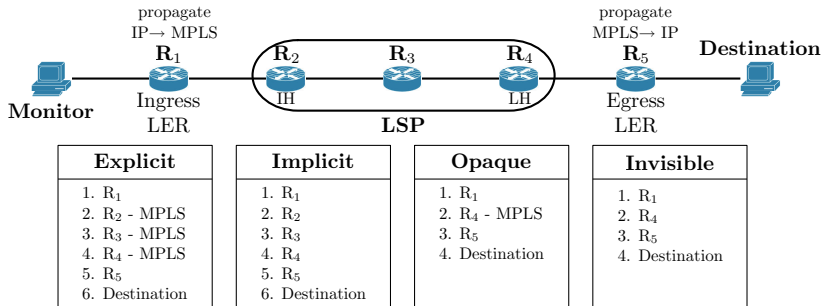 propagate
IP→ MPLS
propagate
MPLS→ IP
R₁
R₂
R₃
R₄
R₅
Destination
Monitor
Ingress
LER
IH
LH
LSP
Egress
LER
Explicit
1. R₁
2. R₂ - MPLS
3. R₃ - MPLS
4. R₄ - MPLS
5. R₅
6. Destination
Implicit
1. R₁
2. R₂
3. R₃
4. R₄
5. R₅
6. Destination
Opaque
1. R₁
2. R₄ - MPLS
3. R₅
4. Destination
Invisible
1. R₁
2. R₄
3. R₅
4. Destination